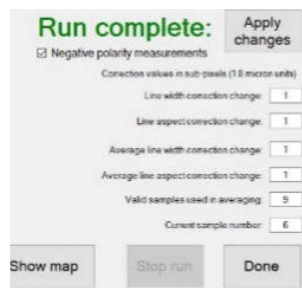 Run complete:
Apply changes
☑ Negative polarity measurements
Correction values in sub-pixels (1.0 micron units)
Line width correction change: 1
Line aspect correction change: 1
Average line width correction change: 1
Average line aspect correction change: 1
Valid samples used in averaging: 9
Current sample number: 6
Show map
Stop run
Done